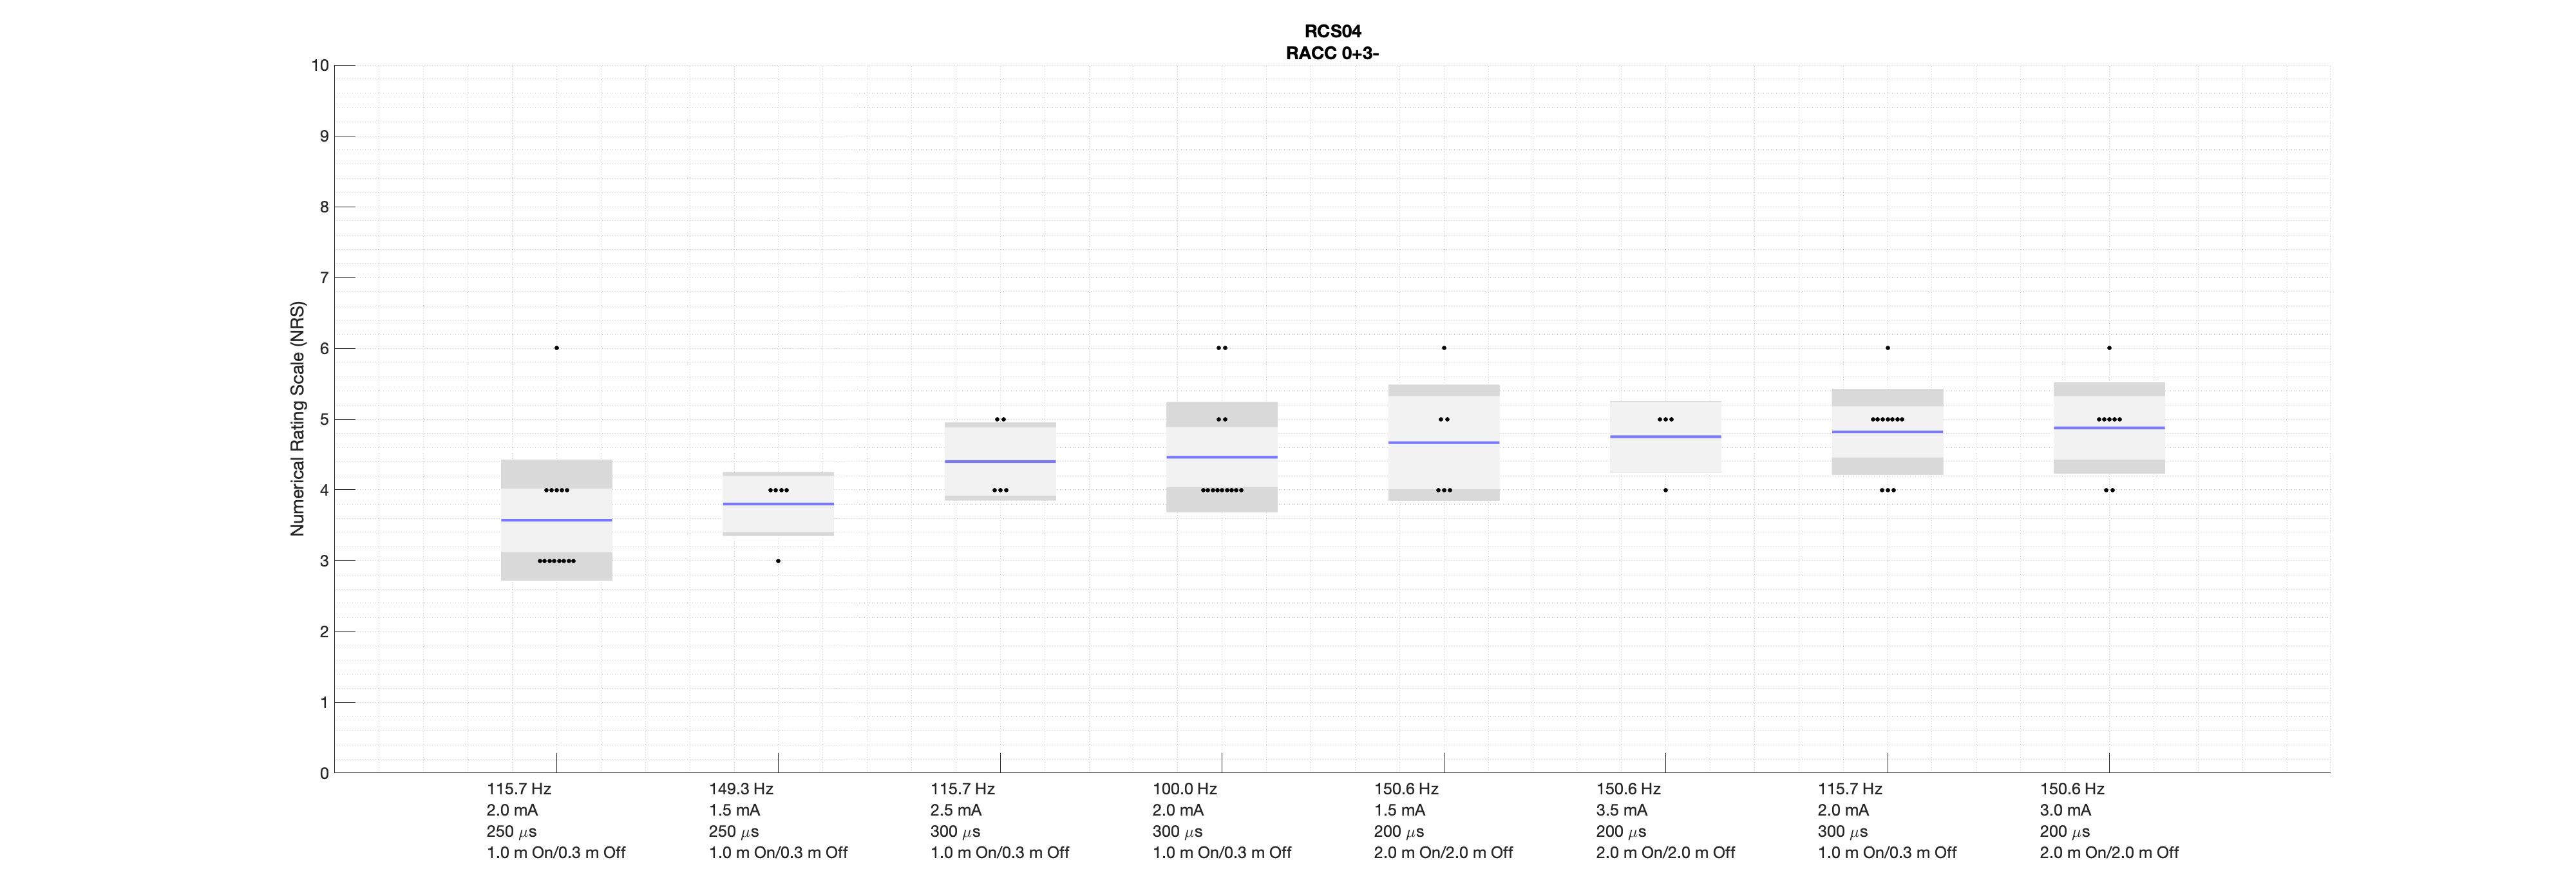 RCS04
RACC 0+3-
Numerical Rating Scale (NRS)
10
9
8
7
6
5
4
3
2
1
0
115.7 Hz
2.0 mA
250 μs
1.0 m On/0.3 m Off
149.3 Hz
1.5 mA
250 μs
1.0 m On/0.3 m Off
115.7 Hz
2.5 mA
300 μs
1.0 m On/0.3 m Off
100.0 Hz
2.0 mA
300 μs
1.0 m On/0.3 m Off
150.6 Hz
1.5 mA
200 μs
2.0 m On/2.0 m Off
150.6 Hz
3.5 mA
200 μs
2.0 m On/2.0 m Off
115.7 Hz
2.0 mA
300 μs
1.0 m On/0.3 m Off
150.6 Hz
3.0 mA
200 μs
2.0 m On/2.0 m Off